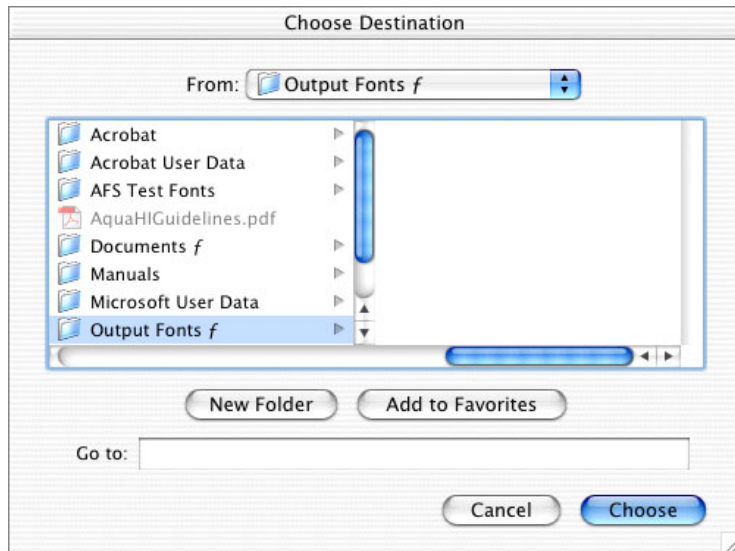 Choose Destination
From: Output Fonts ƒ
Acrobat
Acrobat User Data
AFS Test Fonts
AquaHIGuidelines.pdf
Documents ƒ
Manuals
Microsoft User Data
Output Fonts ƒ
New Folder Add to Favorites
Go to:
Cancel Choose